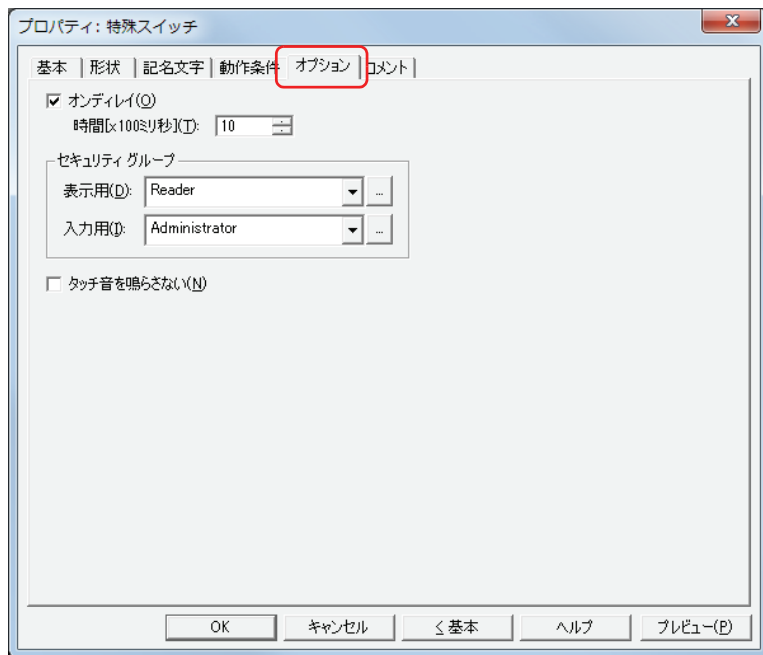 プロパティ: 特殊スイッチ
基本 形状 記名文字 動作条件 オプション コメント
オンディレイ(O)
時間[x100ミリ秒](T): 10
セキュリティ グループ
表示用(D): Reader ...
入力用(I): Administrator ...
タッチ音を鳴らさない(N)
OK キャンセル < 基本 ヘルプ プレビュー(P)